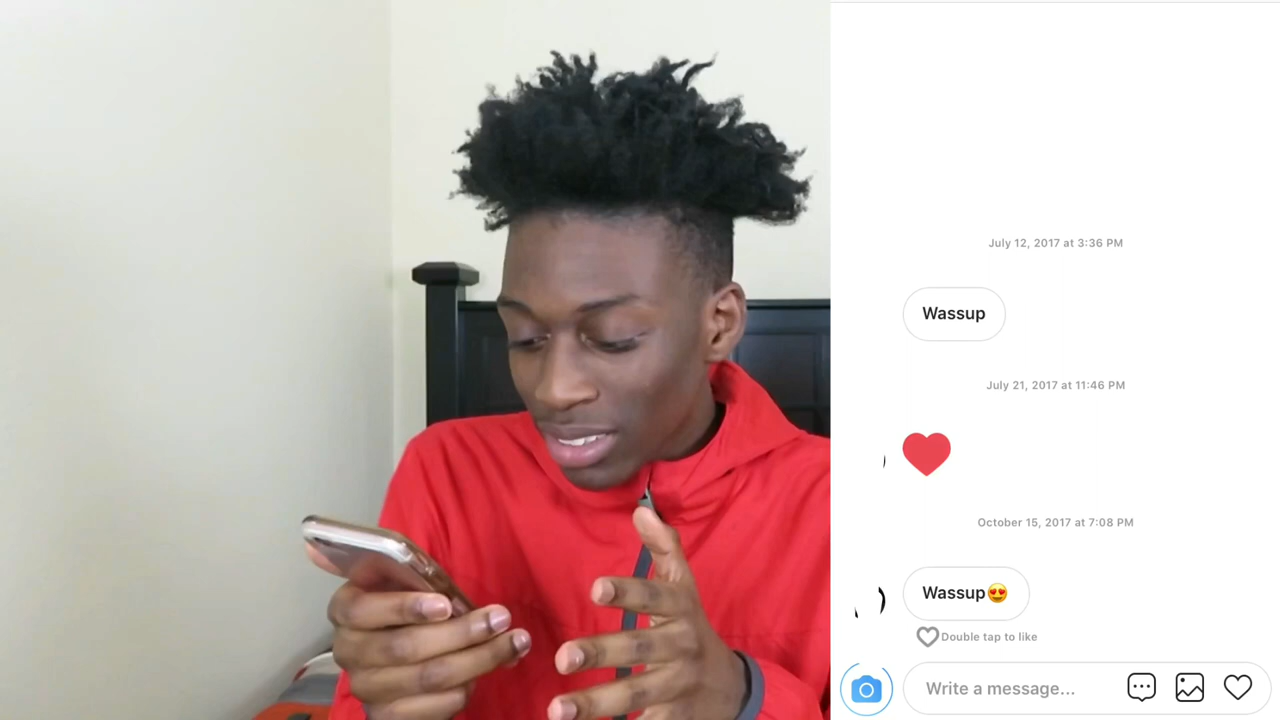 July 12, 2017 at 3:36 PM
Wassup
July 21, 2017 at 11:46 PM
October 15, 2017 at 7:08 PM
Wassup😍
Double tap to like
Write a message...